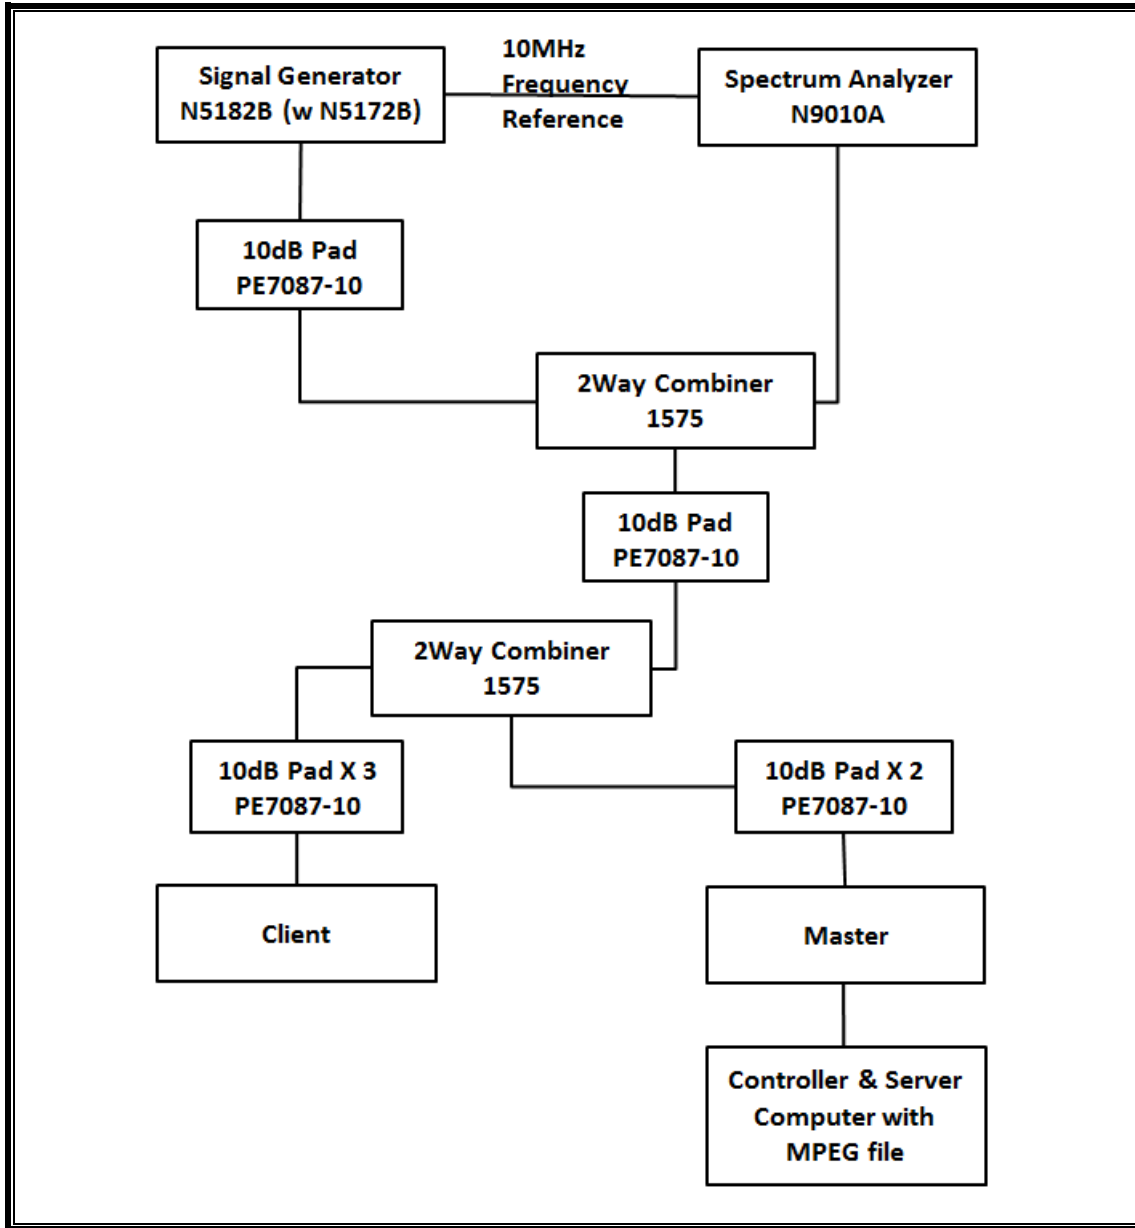 Signal Generator
N5182B (w N5172B)
10MHz
Frequency
Reference
Spectrum Analyzer
N9010A
10dB Pad
PE7087-10
2Way Combiner
1575
10dB Pad
PE7087-10
2Way Combiner
1575
10dB Pad X 3
PE7087-10
10dB Pad X 2
PE7087-10
Client
Master
Controller & Server
Computer with
MPEG file